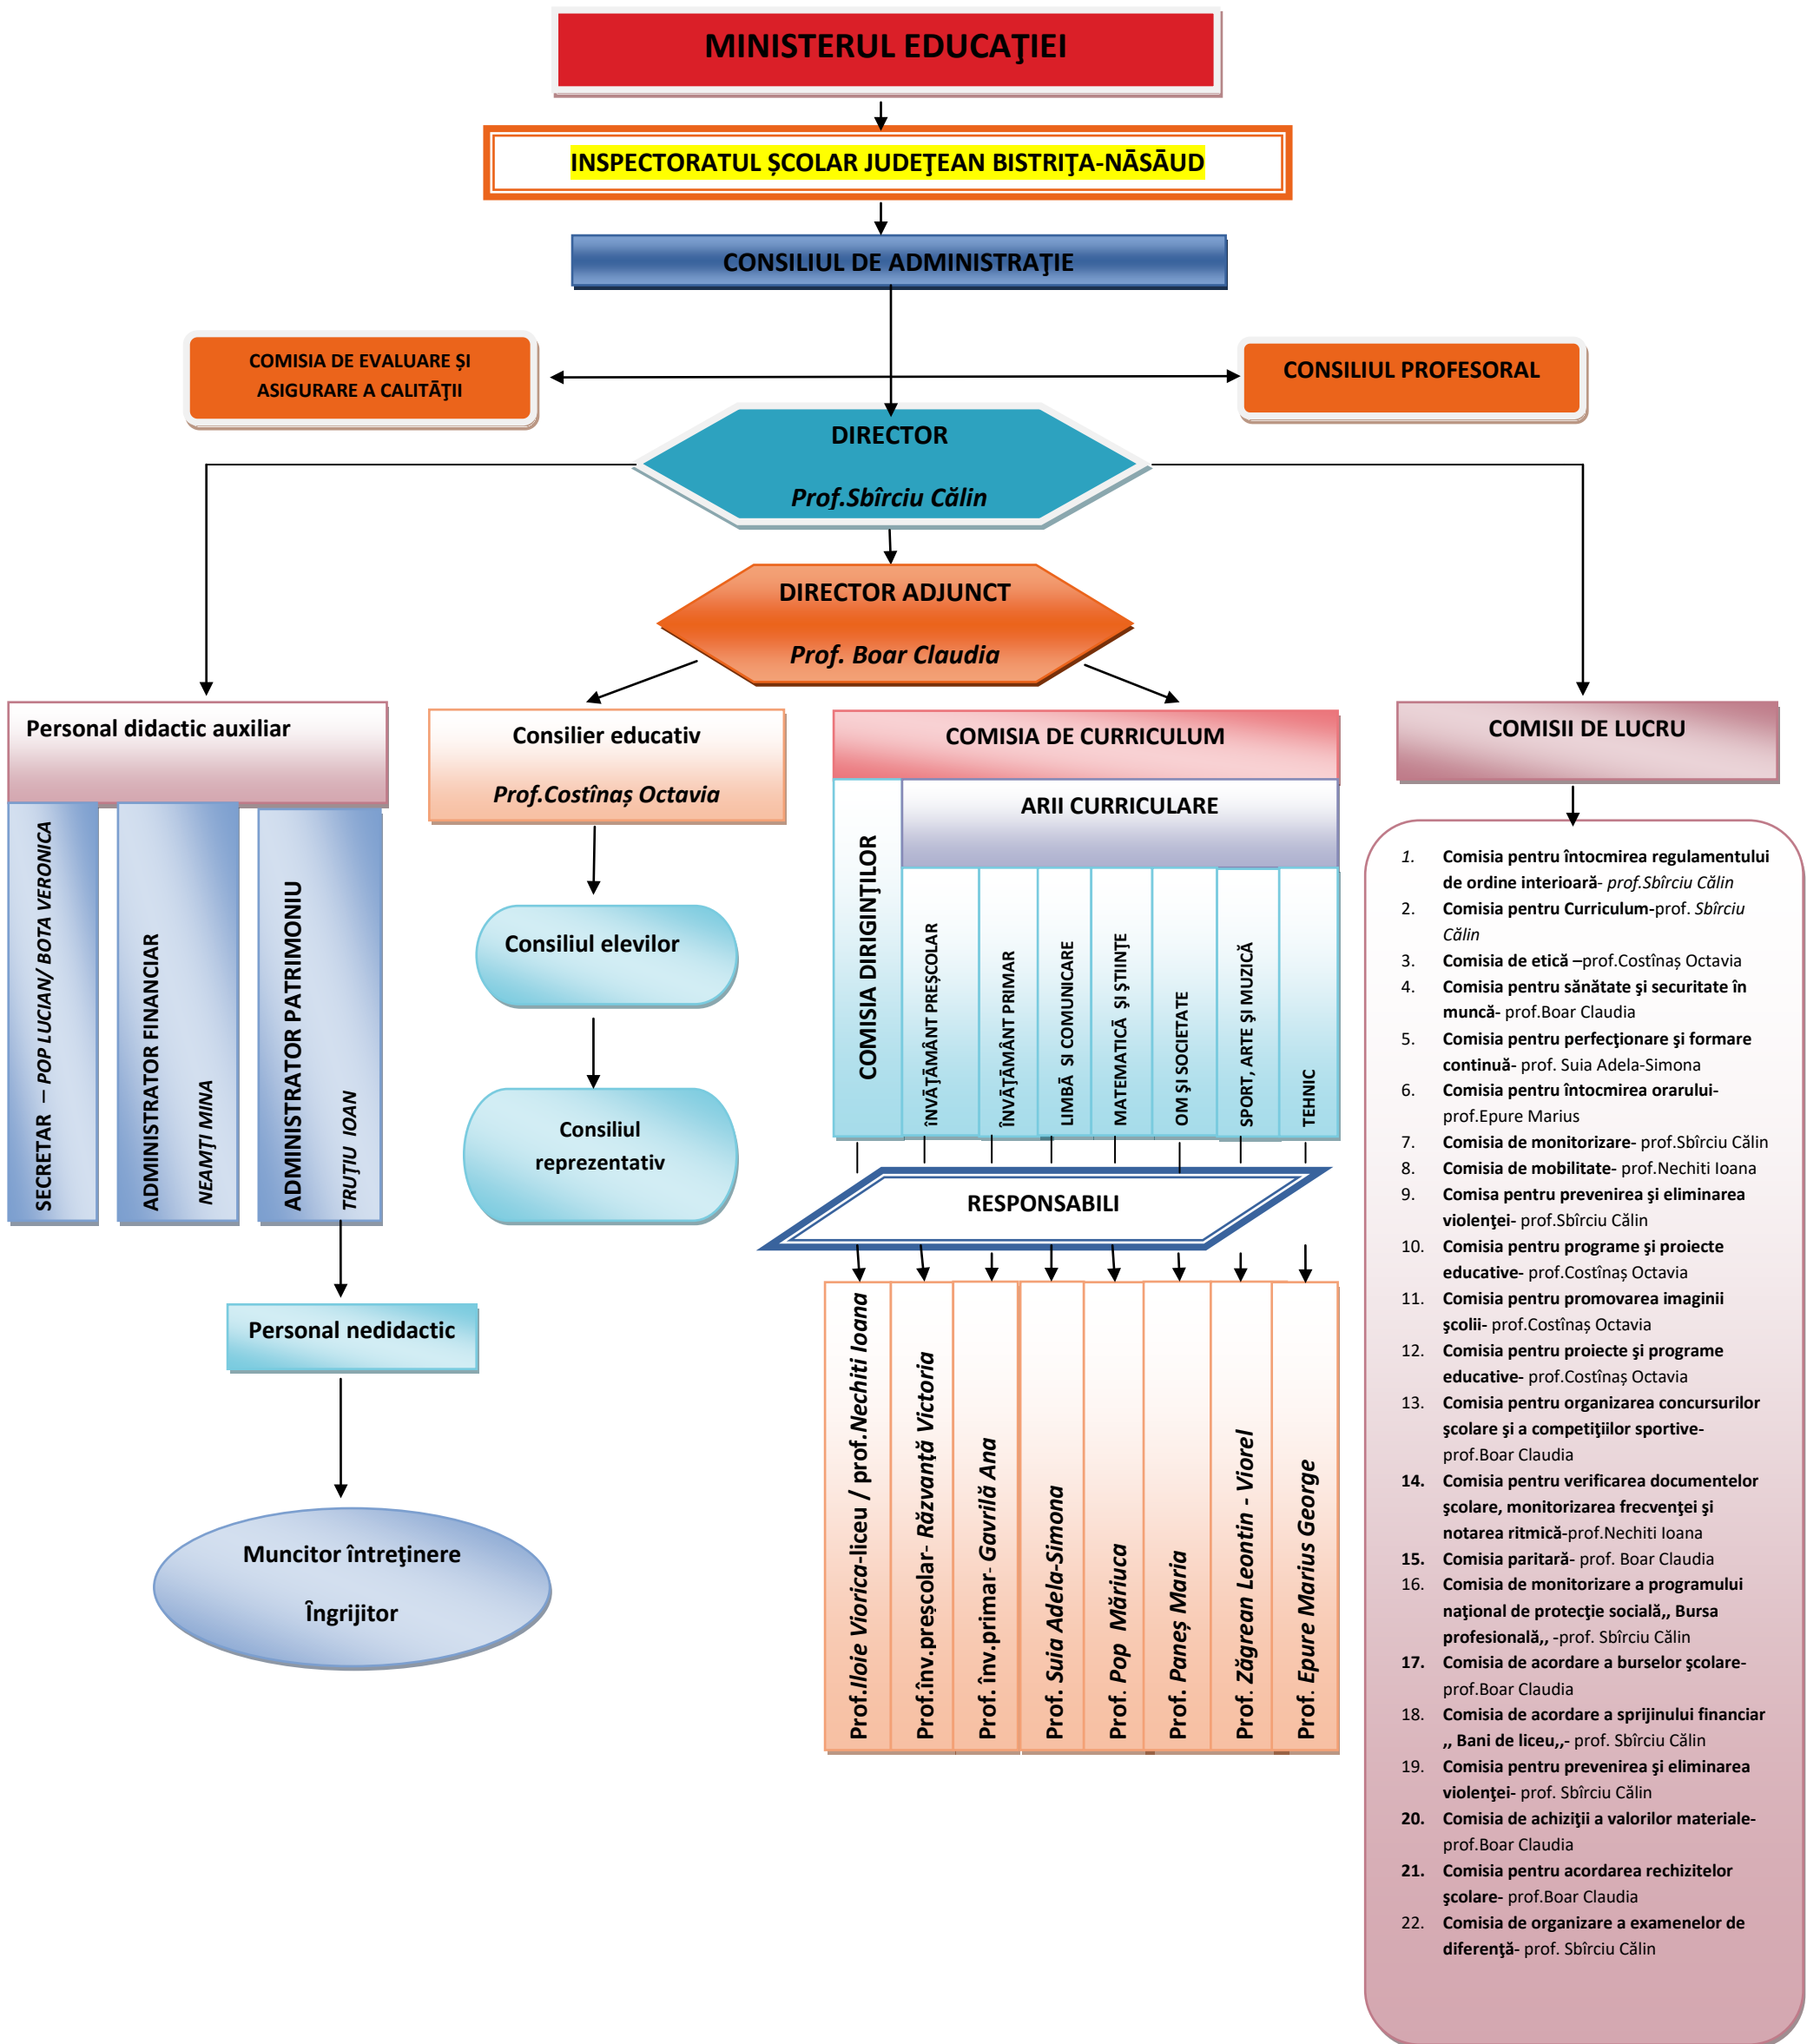 MINISTERUL EDUCAŢIEI
INSPECTORATUL ŞCOLAR JUDEŢEAN BISTRIŢA-NĂSĂUD
CONSILIUL DE ADMINISTRAŢIE
COMISIA DE EVALUARE ȘI
ASIGURARE A CALITĂŢII
CONSILIUL PROFESORAL
DIRECTOR
Prof.Sbîrciu Călin
DIRECTOR ADJUNCT
Prof. Boar Claudia
Personal didactic auxiliar
SECRETAR – POP LUCIAN/ BOTA VERONICA
ADMINISTRATOR FINANCIAR
NEAMŢI MINA
ADMINISTRATOR PATRIMONIU
TRUŢIU IOAN
Personal nedidactic
Muncitor întreţinere
Îngrijitor
Consilier educativ
Prof.Costînaș Octavia
Consiliul elevilor
Consiliul
reprezentativ
COMISIA DE CURRICULUM
COMISIA DIRIGINŢILOR
ARII CURRICULARE
ÎNVĂŢĂMÂNT PREŞCOLAR
ÎNVĂŢĂMÂNT PRIMAR
LIMBĂ SI COMUNICARE
MATEMATICĂ ŞI ŞTIINŢE
OM ŞI SOCIETATE
SPORT, ARTE ŞI MUZICĂ
TEHNIC
RESPONSABILI
Prof.Iloie Viorica-liceu / prof.Nechiti Ioana
Prof.înv.preșcolar- Răzvanță Victoria
Prof. înv.primar- Gavrilă Ana
Prof. Suia Adela-Simona
Prof. Pop Măriuca
Prof. Paneș Maria
Prof. Zăgrean Leontin - Viorel
Prof. Epure Marius George
COMISII DE LUCRU
1. Comisia pentru întocmirea regulamentului
de ordine interioară- prof.Sbîrciu Călin
2. Comisia pentru Curriculum-prof. Sbîrciu
Călin
3. Comisia de etică –prof.Costînaș Octavia
4. Comisia pentru sănătate şi securitate în
muncă- prof.Boar Claudia
5. Comisia pentru perfecţionare şi formare
continuă- prof. Suia Adela-Simona
6. Comisia pentru întocmirea orarului-
prof.Epure Marius
7. Comisia de monitorizare- prof.Sbîrciu Călin
8. Comisia de mobilitate- prof.Nechiti Ioana
9. Comisa pentru prevenirea şi eliminarea
violenţei- prof.Sbîrciu Călin
10. Comisia pentru programe şi proiecte
educative- prof.Costînaș Octavia
11. Comisia pentru promovarea imaginii
şcolii- prof.Costînaș Octavia
12. Comisia pentru proiecte şi programe
educative- prof.Costînaș Octavia
13. Comisia pentru organizarea concursurilor
şcolare şi a competiţiilor sportive-
prof.Boar Claudia
14. Comisia pentru verificarea documentelor
şcolare, monitorizarea frecvenţei şi
notarea ritmică-prof.Nechiti Ioana
15. Comisia paritară- prof. Boar Claudia
16. Comisia de monitorizare a programului
naţional de protecţie socială,, Bursa
profesională,, -prof. Sbîrciu Călin
17. Comisia de acordare a burselor şcolare-
prof.Boar Claudia
18. Comisia de acordare a sprijinului financiar
,, Bani de liceu,,- prof. Sbîrciu Călin
19. Comisia pentru prevenirea şi eliminarea
violenţei- prof. Sbîrciu Călin
20. Comisia de achiziţii a valorilor materiale-
prof.Boar Claudia
21. Comisia pentru acordarea rechizitelor
şcolare- prof.Boar Claudia
22. Comisia de organizare a examenelor de
diferenţă- prof. Sbîrciu Călin